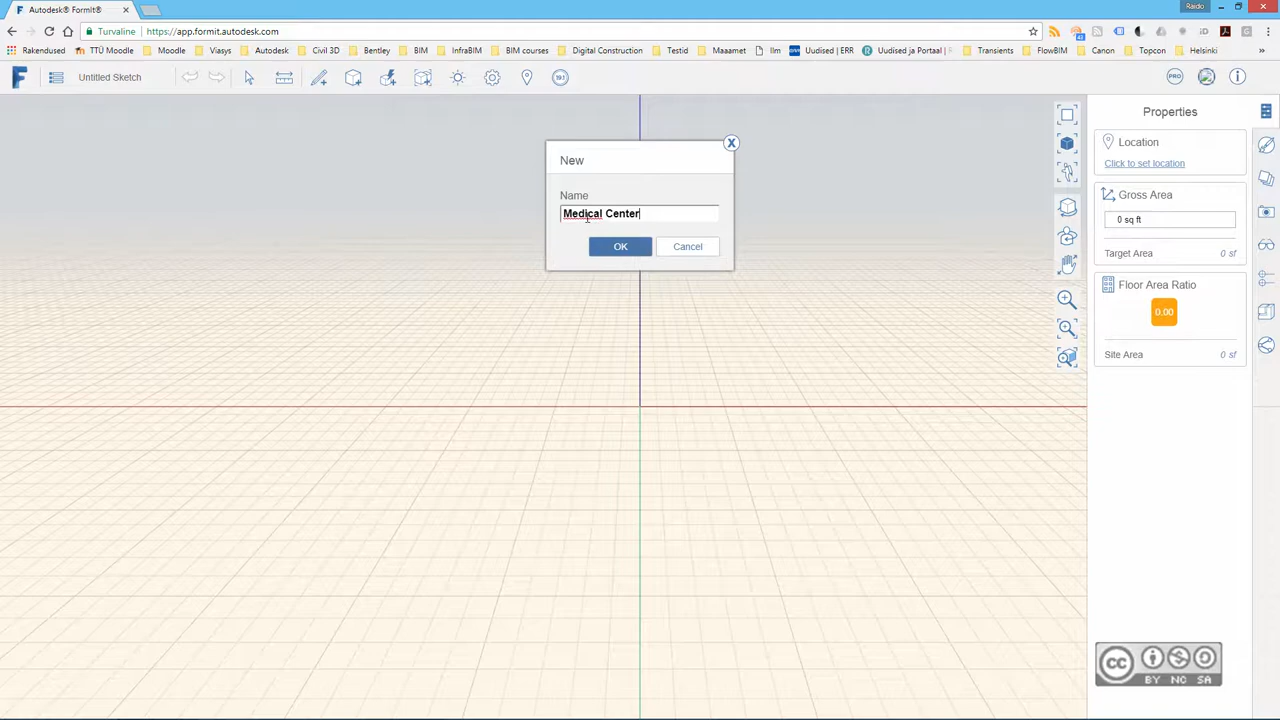 Autodesk® FormIt®
Raido
Turvaline
https://app.formit.autodesk.com
Rakendused
TTÜ Moodle
Moodle
Viasys
Autodesk
Civil 3D
Bentley
BIM
InfraBIM
BIM courses
Digital Construction
Testid
Maaamet
Ilm
Uudised | ERR
Uudised ja Portaal |
Transients
FlowBIM
Canon
Topcon
Helsinki
Untitled Sketch
PRO
New
Name
Medical Center
OK
Cancel
X
Properties
Location
Click to set location
Gross Area
0 sq ft
Target Area
0 sf
Floor Area Ratio
0.00
Site Area
0 sf
cc
BY NC SA